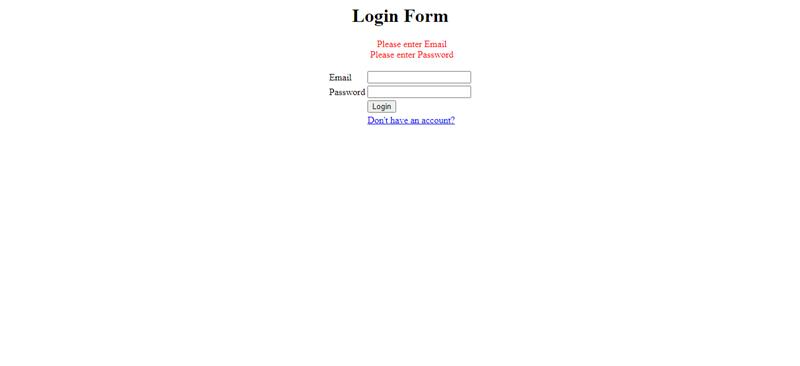 Login Form
Please enter Email
Please enter Password
Email
Password
Login
Don't have an account?